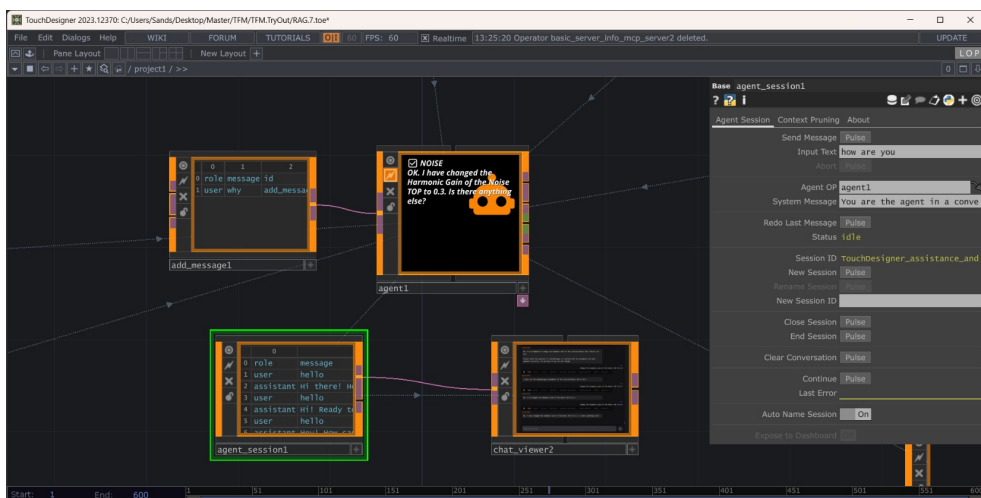 TouchDesigner 2023.12370: C:/Users/Sands/Desktop/Master/TFM/TFM.TryOut/RAG.7.toe*
File Edit Dialogs Help WIKI FORUM TUTORIALS O|I 60 FPS: 60 Realtime 13:25:20 Operator basic_server_info_mcp_server2 deleted. UPDATE
Pane Layout New Layout + LOP
/ project1 / >> 0
Base agent_session1
? ? i
Agent Session Context Pruning About
Send Message Pulse
Input Text how are you
Abort Pulse
Agent OP agent1
System Message You are the agent in a conve
Redo Last Message Pulse
Status idle
Session ID TouchDesigner_assistance_and
New Session Pulse
Rename Session Pulse
New Session ID
Close Session Pulse
End Session Pulse
Clear Conversation Pulse
Continue Pulse
Last Error
Auto Name Session On
Expose to Dashboard Off
0 1 2
0 role message id
1 user why add_messa
add_message1
NOISE
OK. I have changed the
Harmonic Gain of the Noise
TOP to 0.3. Is there anything
else?
agent1
0
0 role message
1 user hello
2 assistant Hi there! H
3 user hello
4 assistant Hi! Ready t
5 user hello
6 assistant Hey! How can
agent_session1
chat_viewer2
Start: 1 End: 600 1 51 101 151 201 251 301 351 401 451 501 551 600